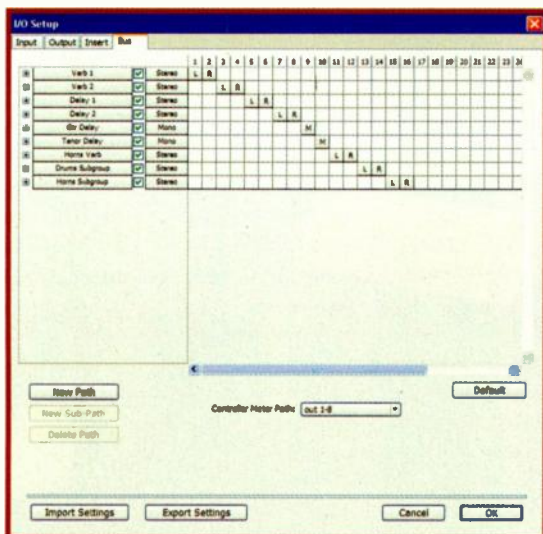 I/O Setup
Input Output Insert Bus
1 2 3 4 5 6 7 8 9 10 11 12 13 14 15 16 17 18 19 20 21 22 23 24
Verb 1 Stereo L R
Verb 2 Stereo L R
Delay 1 Stereo L R
Delay 2 Stereo L R
Gtr Delay Mono M
Tenor Delay Mono M
Horns Verb Stereo L R
Drums Subgroup Stereo L R
Horns Subgroup Stereo L R
New Path
Default
New Sub-Path
Controller Meter Path: out 1-8
Delete Path
Import Settings Export Settings Cancel OK